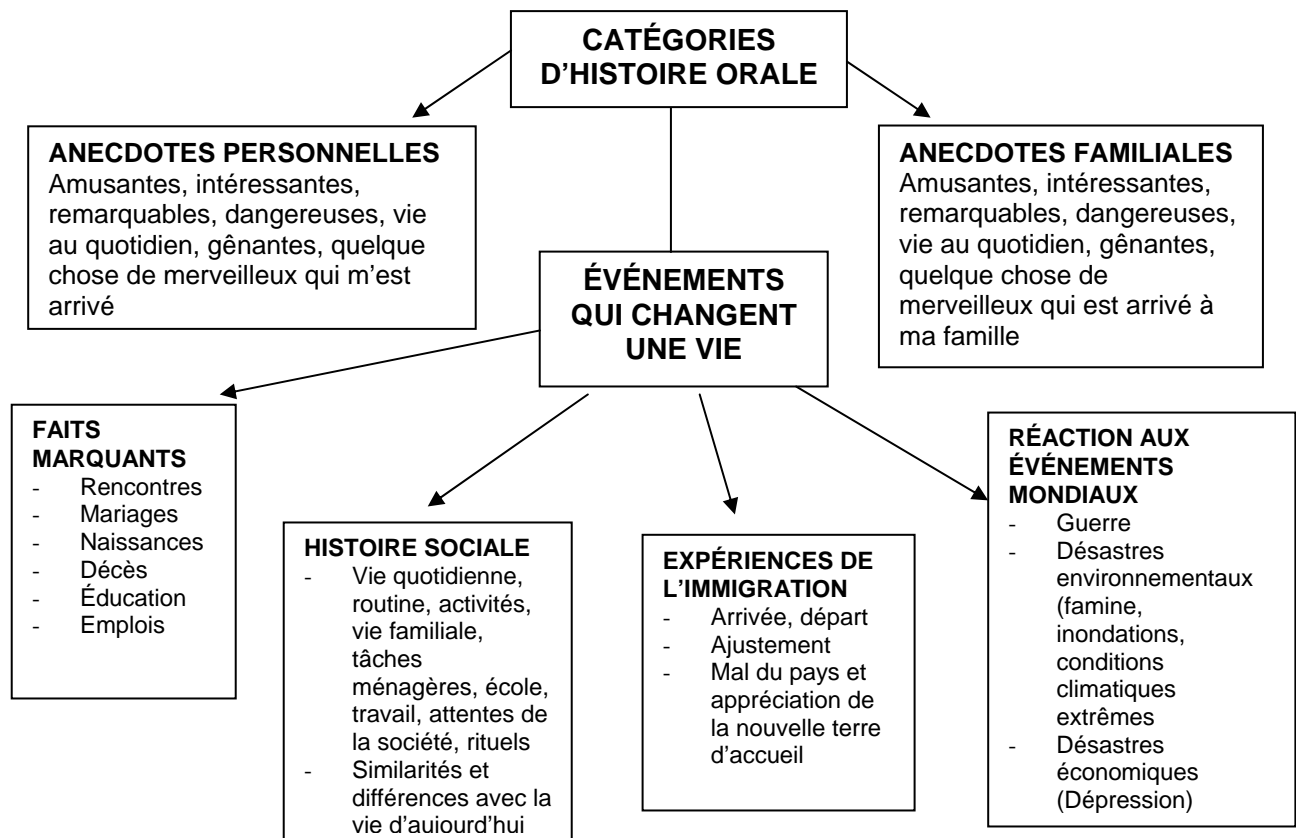 CATÉGORIES
D’HISTOIRE ORALE
ANECDOTES PERSONNELLES
Amusantes, intéressantes,
remarquables, dangereuses, vie
au quotidien, gênantes, quelque
chose de merveilleux qui m’est
arrivé
ANECDOTES FAMILIALES
Amusantes, intéressantes,
remarquables, dangereuses,
vie au quotidien, gênantes,
quelque chose de
merveilleux qui est arrivé à
ma famille
ÉVÉNEMENTS
QUI CHANGENT
UNE VIE
FAITS
MARQUANTS
- Rencontres
- Mariages
- Naissances
- Décès
- Éducation
- Emplois
HISTOIRE SOCIALE
- Vie quotidienne,
routine, activités,
vie familiale,
tâches
ménagères, école,
travail, attentes de
la société, rituels
- Similarités et
différences avec la
vie d’aujourd’hui
EXPÉRIENCES DE
L’IMMIGRATION
- Arrivée, départ
- Ajustement
- Mal du pays et
appréciation de
la nouvelle terre
d’accueil
RÉACTION AUX
ÉVÉNEMENTS
MONDIAUX
- Guerre
- Désastres
environnementaux
(famine,
inondations,
conditions
climatiques
extrêmes
- Désastres
économiques
(Dépression)